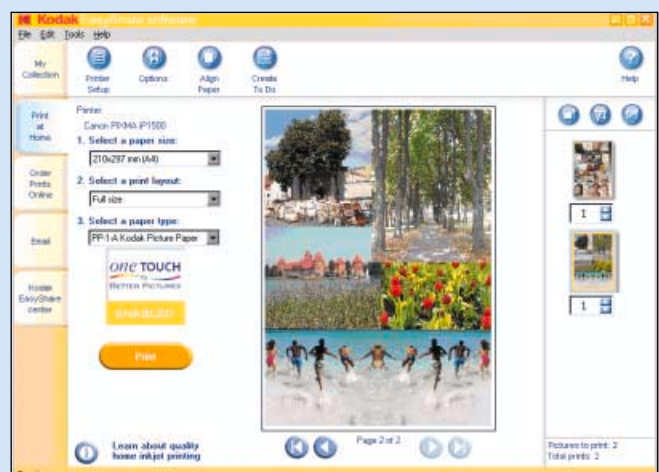 Kodak EasyShare software
File Edit Tools Help
My
Collection
Printer
Setup
Options
Align
Paper
Create
To Do
Help
Print
at
Home
Printer
Canon PIXMA iP1500
1. Select a paper size:
210x297 mm (A4)
2. Select a print layout:
Full size
3. Select a paper type:
PP-1-A Kodak Picture Paper
Order
Prints
Online
Email
Kodak
EasyShare
center
one TOUCH
TO
BETTER PICTURES
ENABLED
Print
1
1
Learn about quality
home inkjet printing
Page 2 of 2
Pictures to print: 2
Total prints: 2